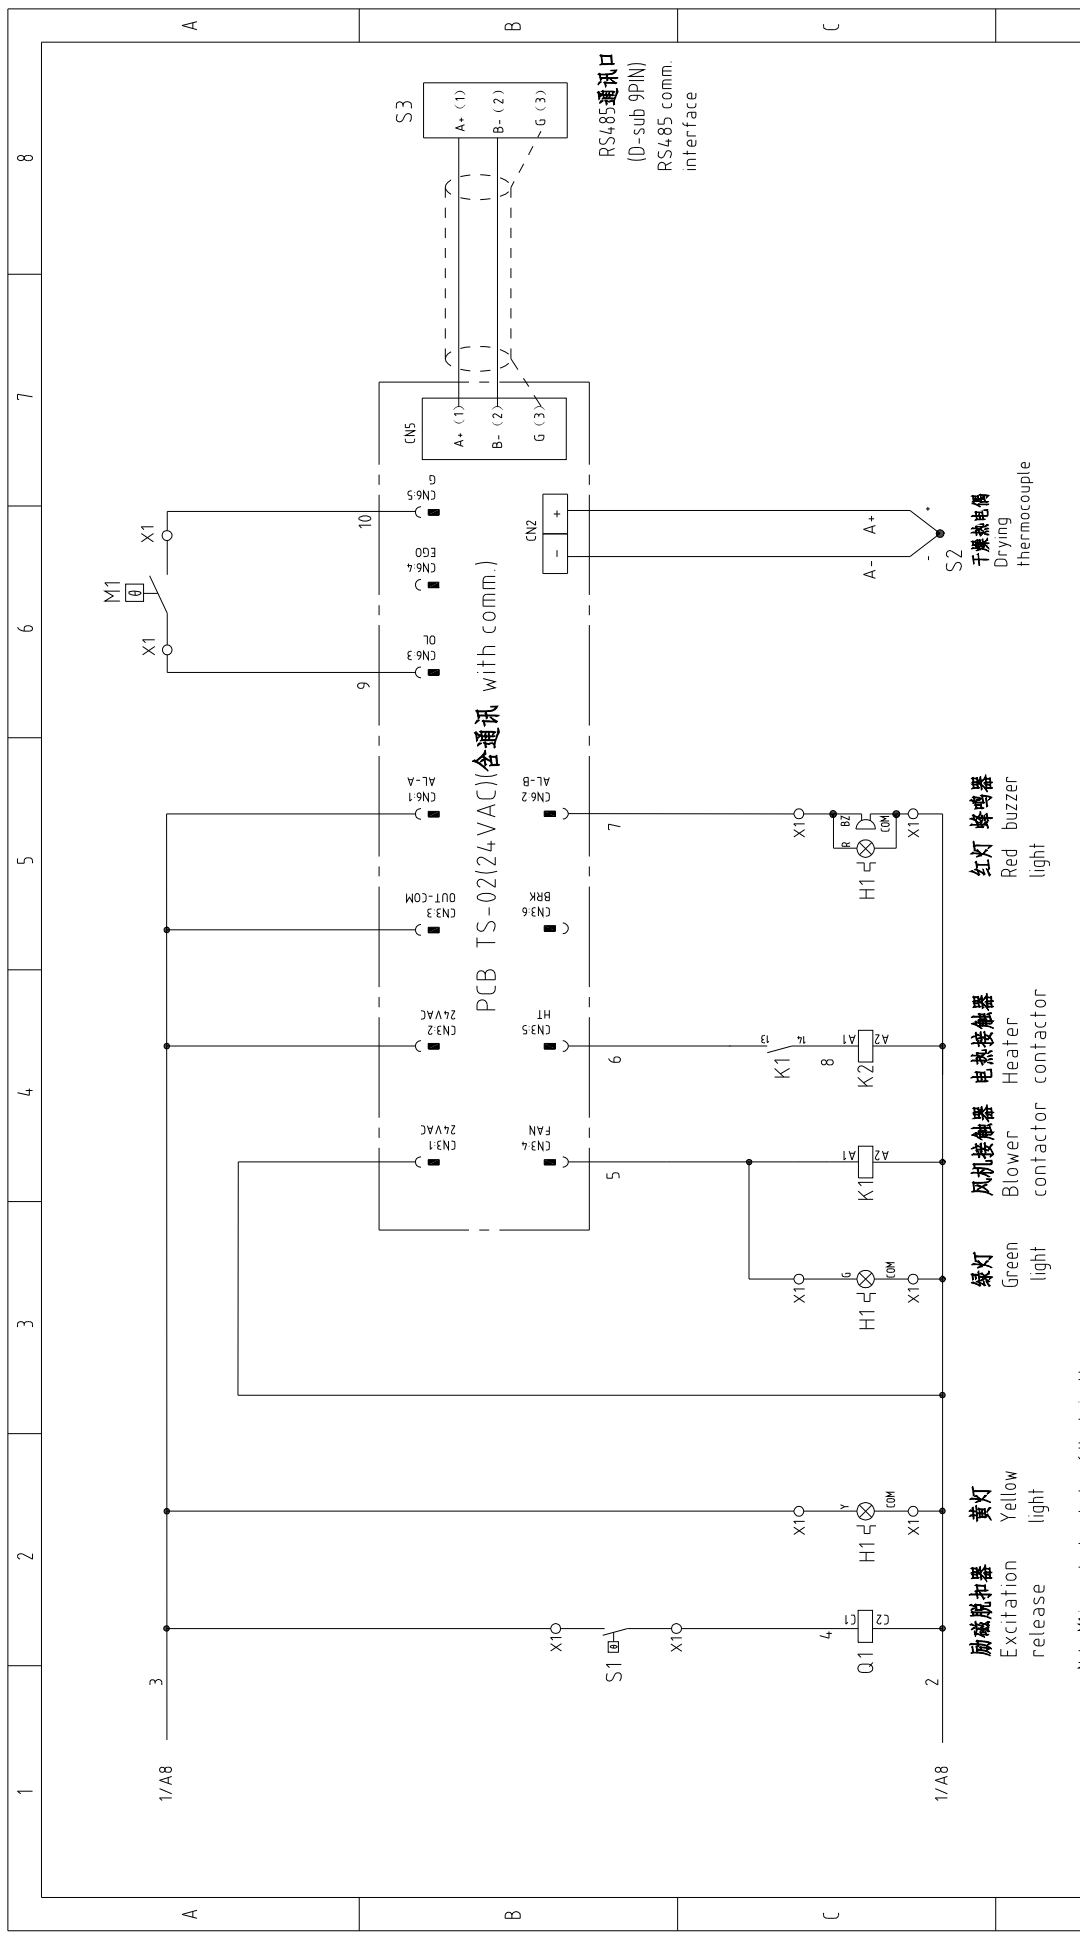 1
2
3
4
5
6
7
8
A
A
B
B
C
C
1/A8
3
1/A8
2
M1
θ
X1
X1
9
10
S3
A+ (1)
B- (2)
G (3)
RS485通讯口
(D-sub 9PIN)
RS485 comm.
interface
CN5
A+ (1)
B- (2)
G (3)
CN3:1
24VAC
CN3:2
24VAC
CN3:3
OUT-COM
CN6:1
AL-A
CN6:3
OL
CN6:4
EGO
CN6:5
G
PCB TS-02(24VAC)(含通讯 with comm.)
CN3:4
FAN
CN3:5
HT
CN3:6
BRK
CN6:2
AL-B
CN2
-
+
5
6
7
X1
S1
θ
X1
4
Q1
C1
C2
X1
H1
Y
COM
X1
X1
H1
G
COM
X1
K1
A1
A2
K1
13
14
8
K2
A1
A2
X1
H1
R
BZ
COM
X1
A-
A+
-
+
S2
励磁脱扣器
Excitation
release
黄灯
Yellow
light
绿灯
Green
light
风机接触器
Blower
contactor
电热接触器
Heater
contactor
红灯 蜂鸣器
Red buzzer
light
干燥热电偶
Drying
thermocouple